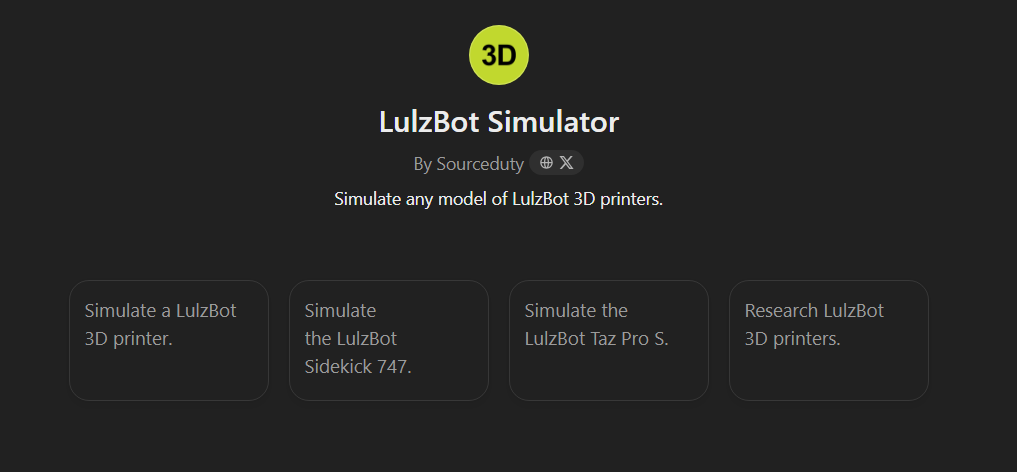 3D
LulzBot Simulator
By Sourceduty
Simulate any model of LulzBot 3D printers.
Simulate a LulzBot
3D printer.
Simulate
the LulzBot
Sidekick 747.
Simulate the
LulzBot Taz Pro S.
Research LulzBot
3D printers.